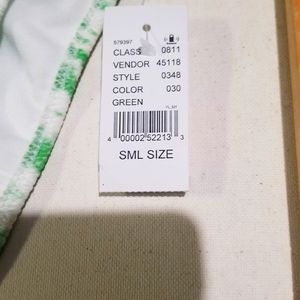 579397
CLASS 0811
VENDOR 45118
STYLE 0348
COLOR 030
GREEN
4 00002 52213 3
SML SIZE